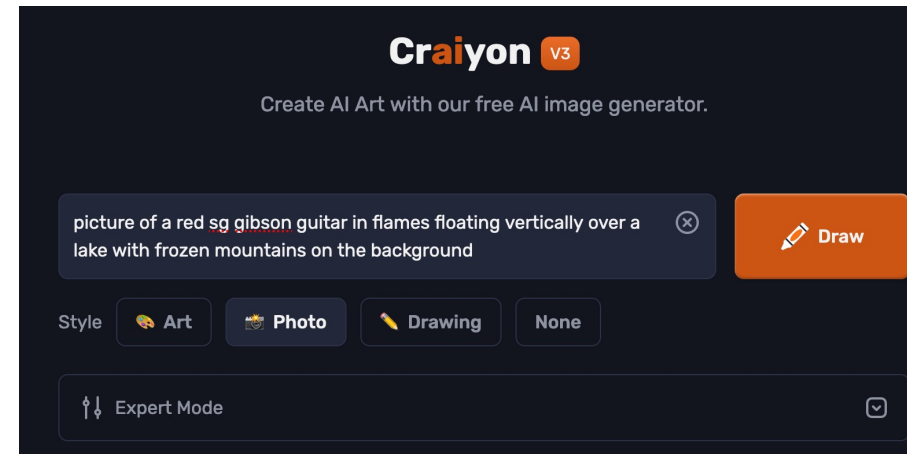 Craiyon V3
Create AI Art with our free AI image generator.
picture of a red sg gibson guitar in flames floating vertically over a
lake with frozen mountains on the background
Draw
Style Art Photo Drawing None
Expert Mode